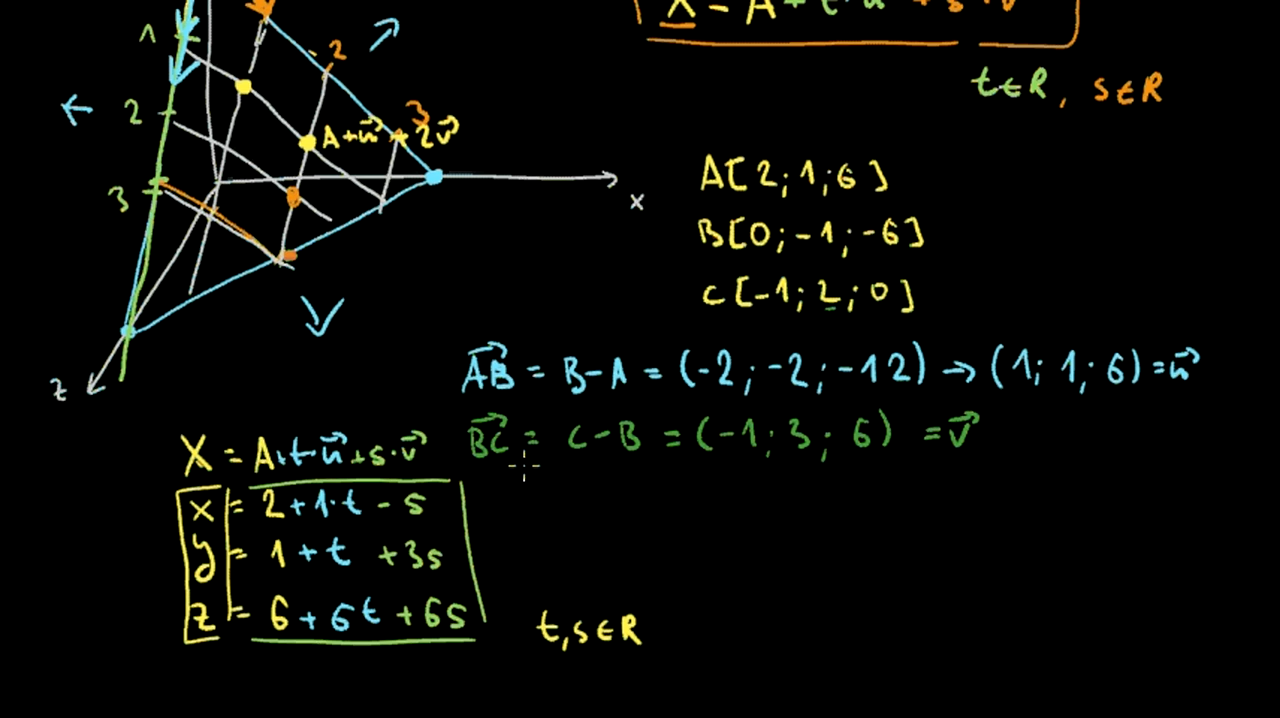 X = A + t·u⃗ + s·v⃗
1
2
t∈R, s∈R
2
3
A+u⃗+2v⃗
3
x
A[2;1;6]
B[0;-1;-6]
C[-1;2;0]
z
AB⃗ = B-A = (-2;-2;-12) → (1;1;6)=u⃗
BC⃗ = C-B = (-1;3;6) =v⃗
X = A+t·u⃗+s·v⃗
x = 2+1·t - s
y = 1+t +3s
z = 6+6t+6s
t,s∈R